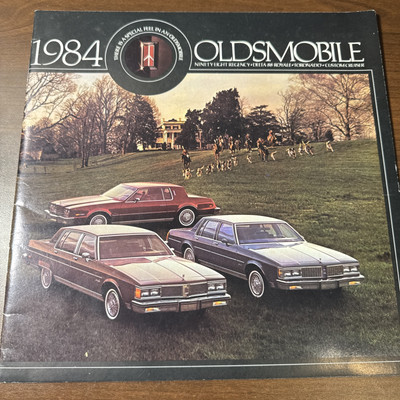 1984
THERE IS A SPECIAL FEEL IN AN OLDSMOBILE
OLDSMOBILE
NINETY EIGHT REGENCY • DELTA 88 ROYALE • TORONADO • CUSTOM CRUISER